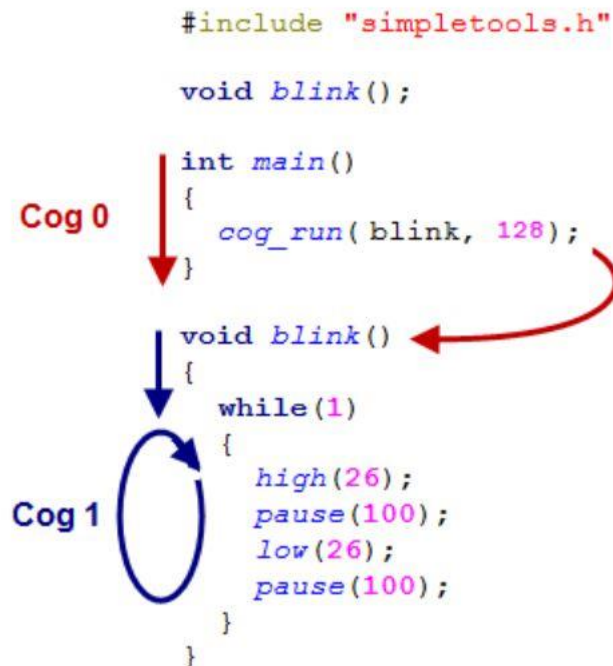 #include "simpletools.h"
void blink();
int main()
Cog 0
{
cog_run( blink, 128);
}
void blink()
{
while(1)
{
high(26);
pause(100);
Cog 1
low(26);
pause(100);
}
}